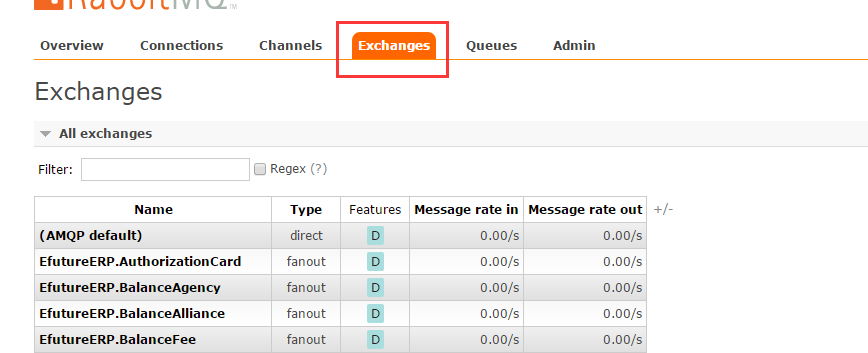 RabbitMQ™
Overview Connections Channels Exchanges Queues Admin
Exchanges
All exchanges
Filter: Regex (?)
Name Type Features Message rate in Message rate out +/-
(AMQP default) direct D 0.00/s 0.00/s
EfutureERP.AuthorizationCard fanout D 0.00/s 0.00/s
EfutureERP.BalanceAgency fanout D 0.00/s 0.00/s
EfutureERP.BalanceAlliance fanout D 0.00/s 0.00/s
EfutureERP.BalanceFee fanout D 0.00/s 0.00/s